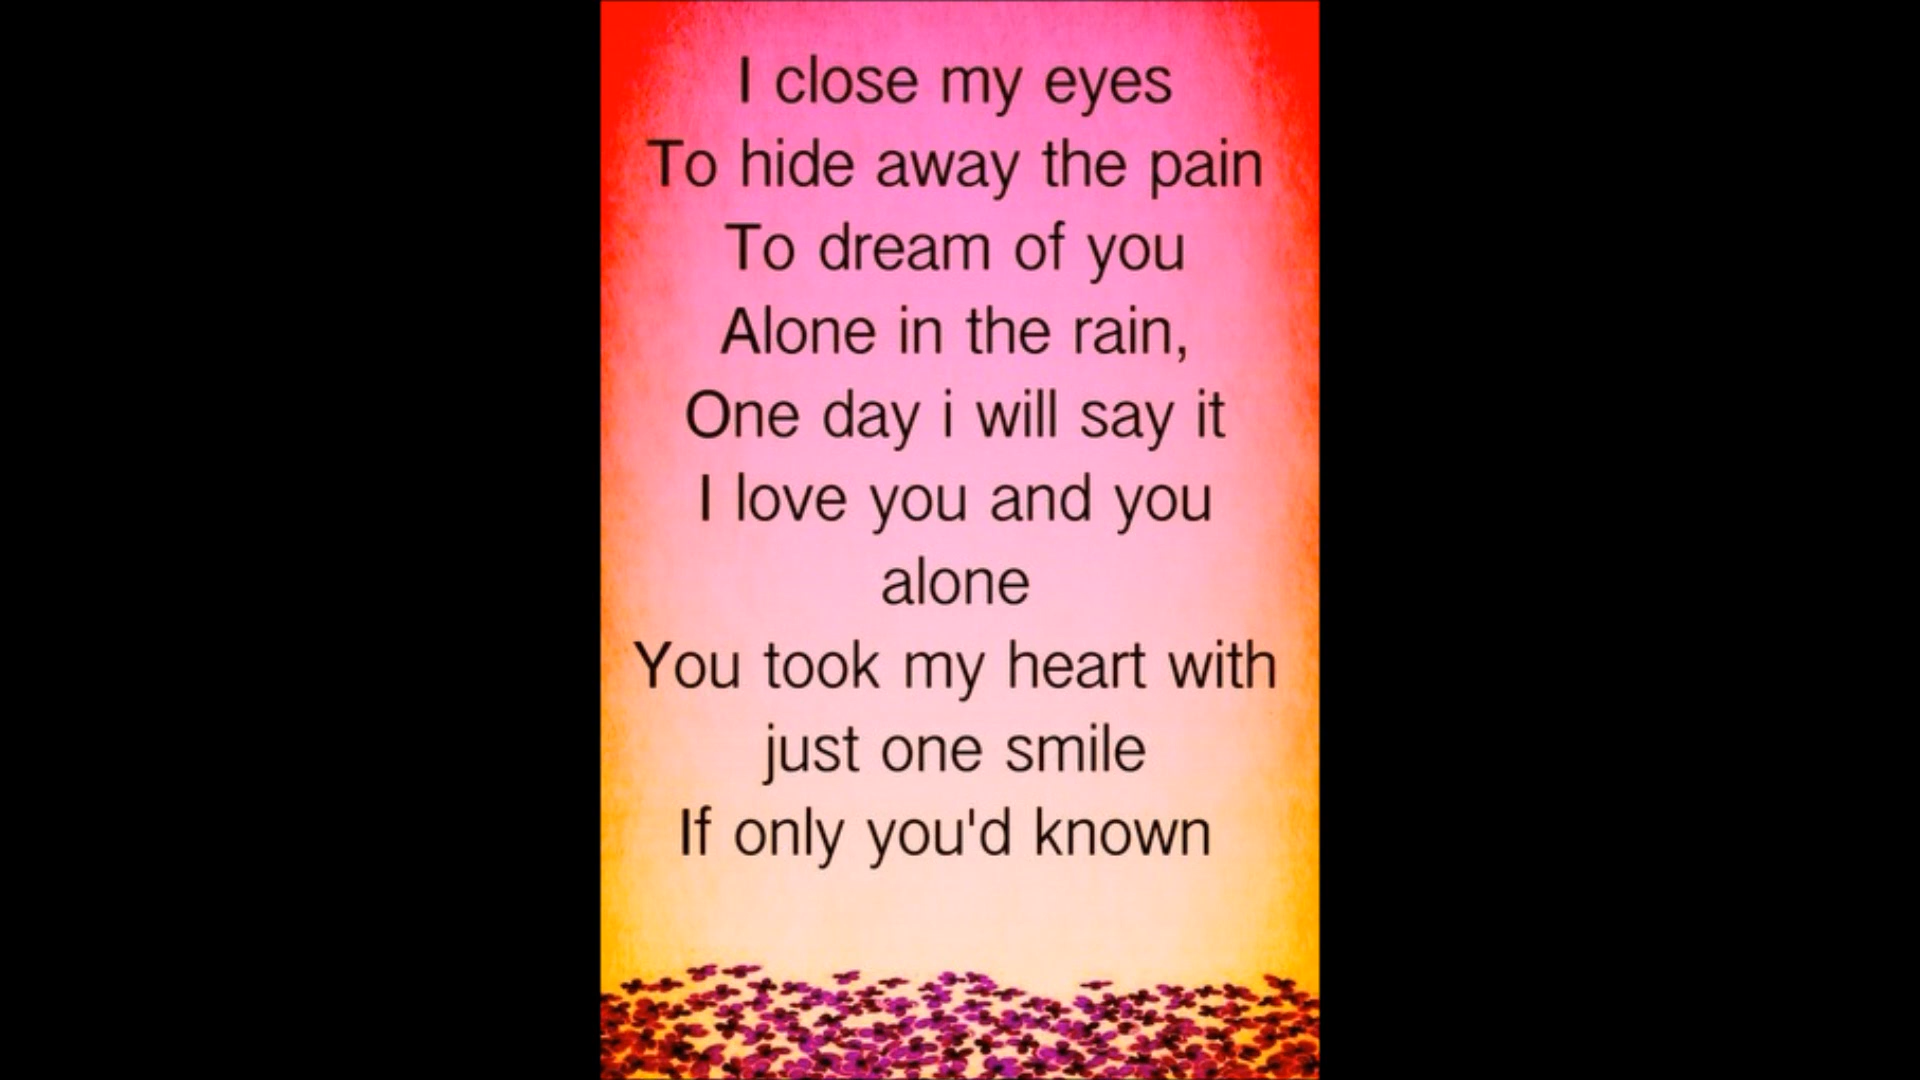 I close my eyes
To hide away the pain
To dream of you
Alone in the rain,
One day i will say it
I love you and you
alone
You took my heart with
just one smile
If only you'd known